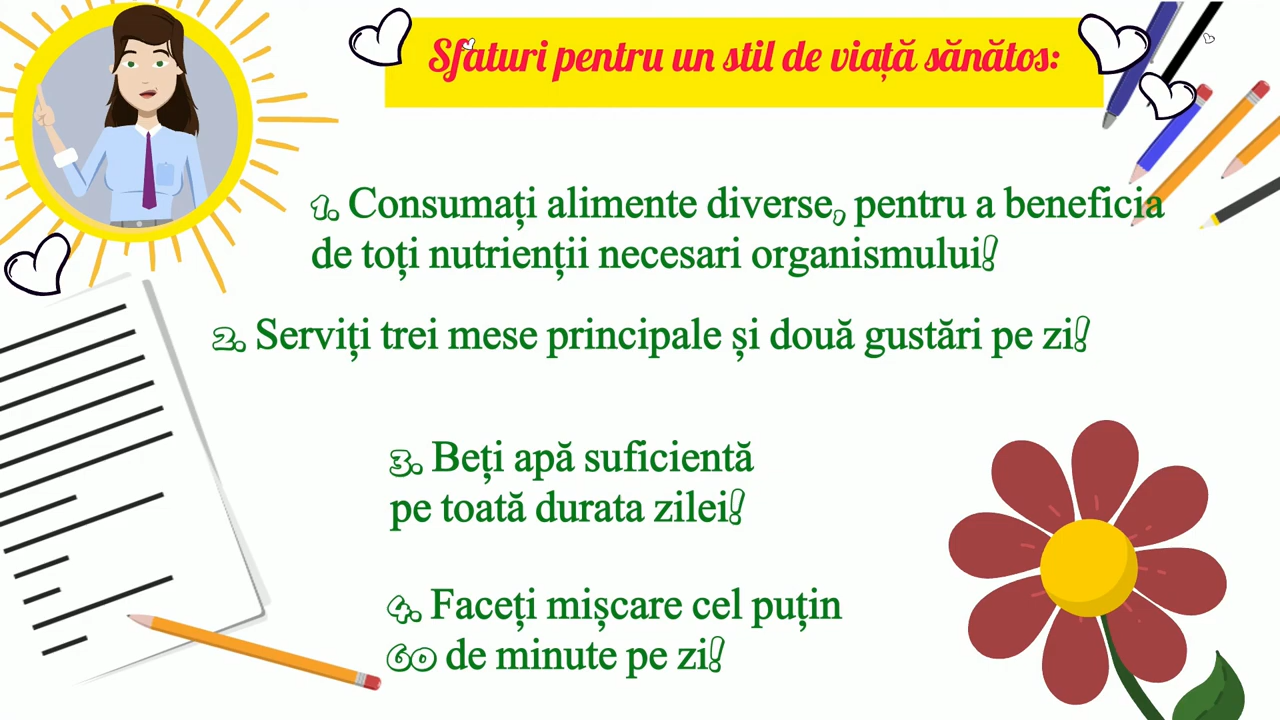 Sfaturi pentru un stil de viață sănătos:
1. Consumați alimente diverse, pentru a beneficia
de toți nutrienții necesari organismului!
2. Serviți trei mese principale și două gustări pe zi!
3. Beți apă suficientă
pe toată durata zilei!
4. Faceți mișcare cel puțin
60 de minute pe zi!